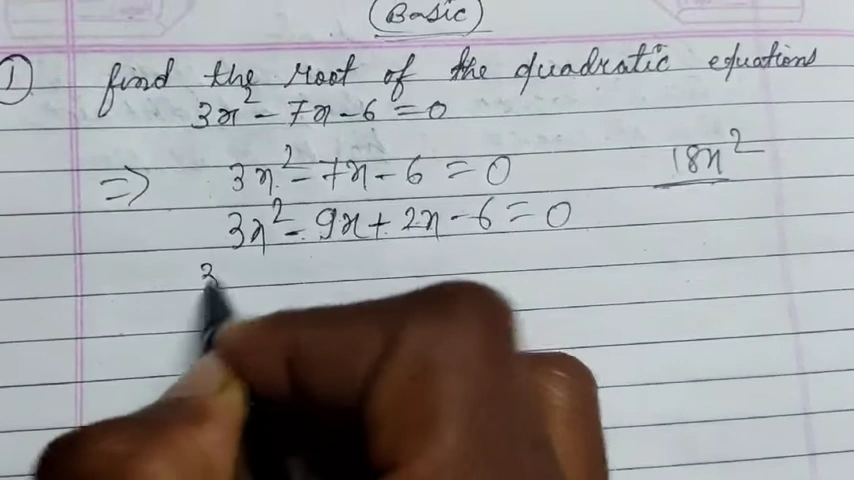 (Basic)
① find the root of the quadratic equations
3x² - 7x - 6 = 0
=> 3x² - 7x - 6 = 0 18x²
3x² - 9x + 2x - 6 = 0
3